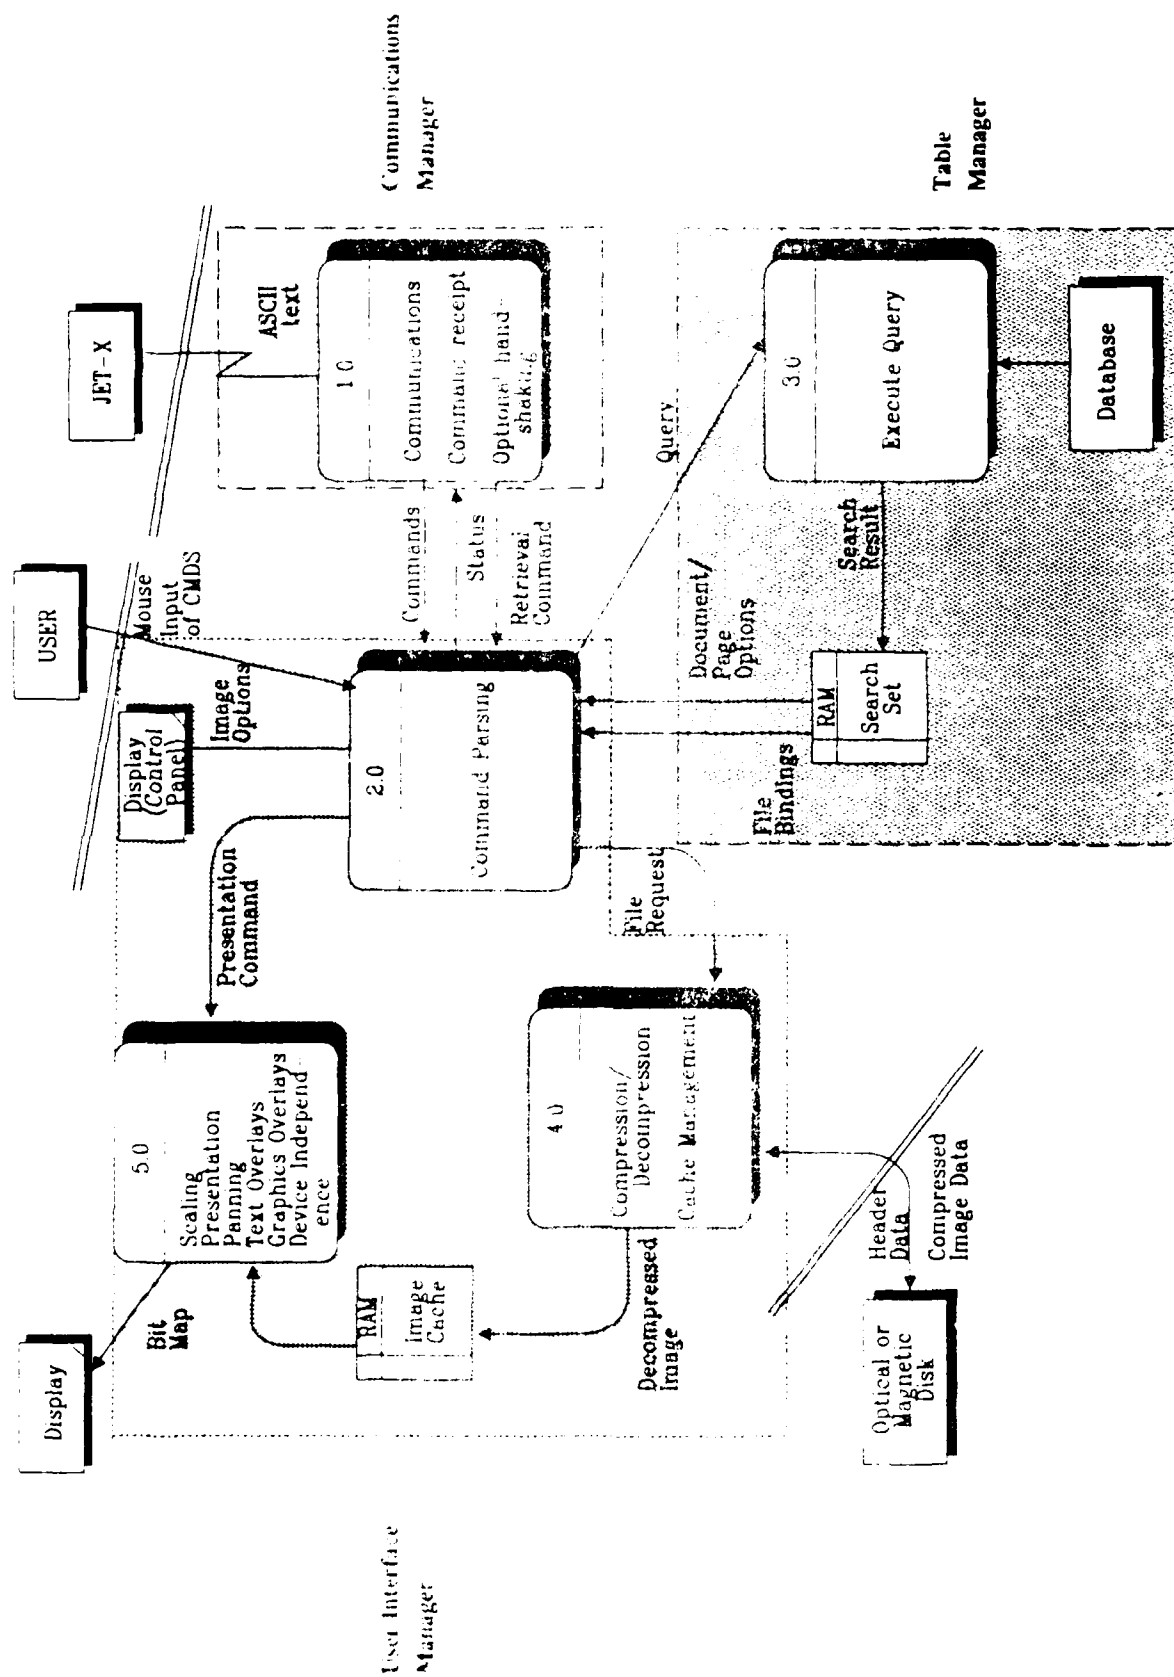 User Interface
Manager
Communications
Manager
Table
Manager
Display
Display
(Control
Panel)
USER
JET-X
Bit
Map
5.0
Scaling
Presentation
Panning
Text Overlays
Graphics Overlays
Device Independ-
ence
Presentation
Command
Image
Options
Mouse
Input
of CMDS
ASCII
text
1.0
Communications
Command receipt
Optional hand-
shaking
RAM
Image
Cache
2.0
Command Parsing
Commands
Status
Retrieval
Command
Decompressed
Image
4.0
Compression/
Decompression
Cache Management
File
Request
Query
Document/
Page
Options
File
Bindings
RAM
Search
Set
Search
Result
3.0
Execute Query
Database
Header
Data
Compressed
Image Data
Optical or
Magnetic
Disk